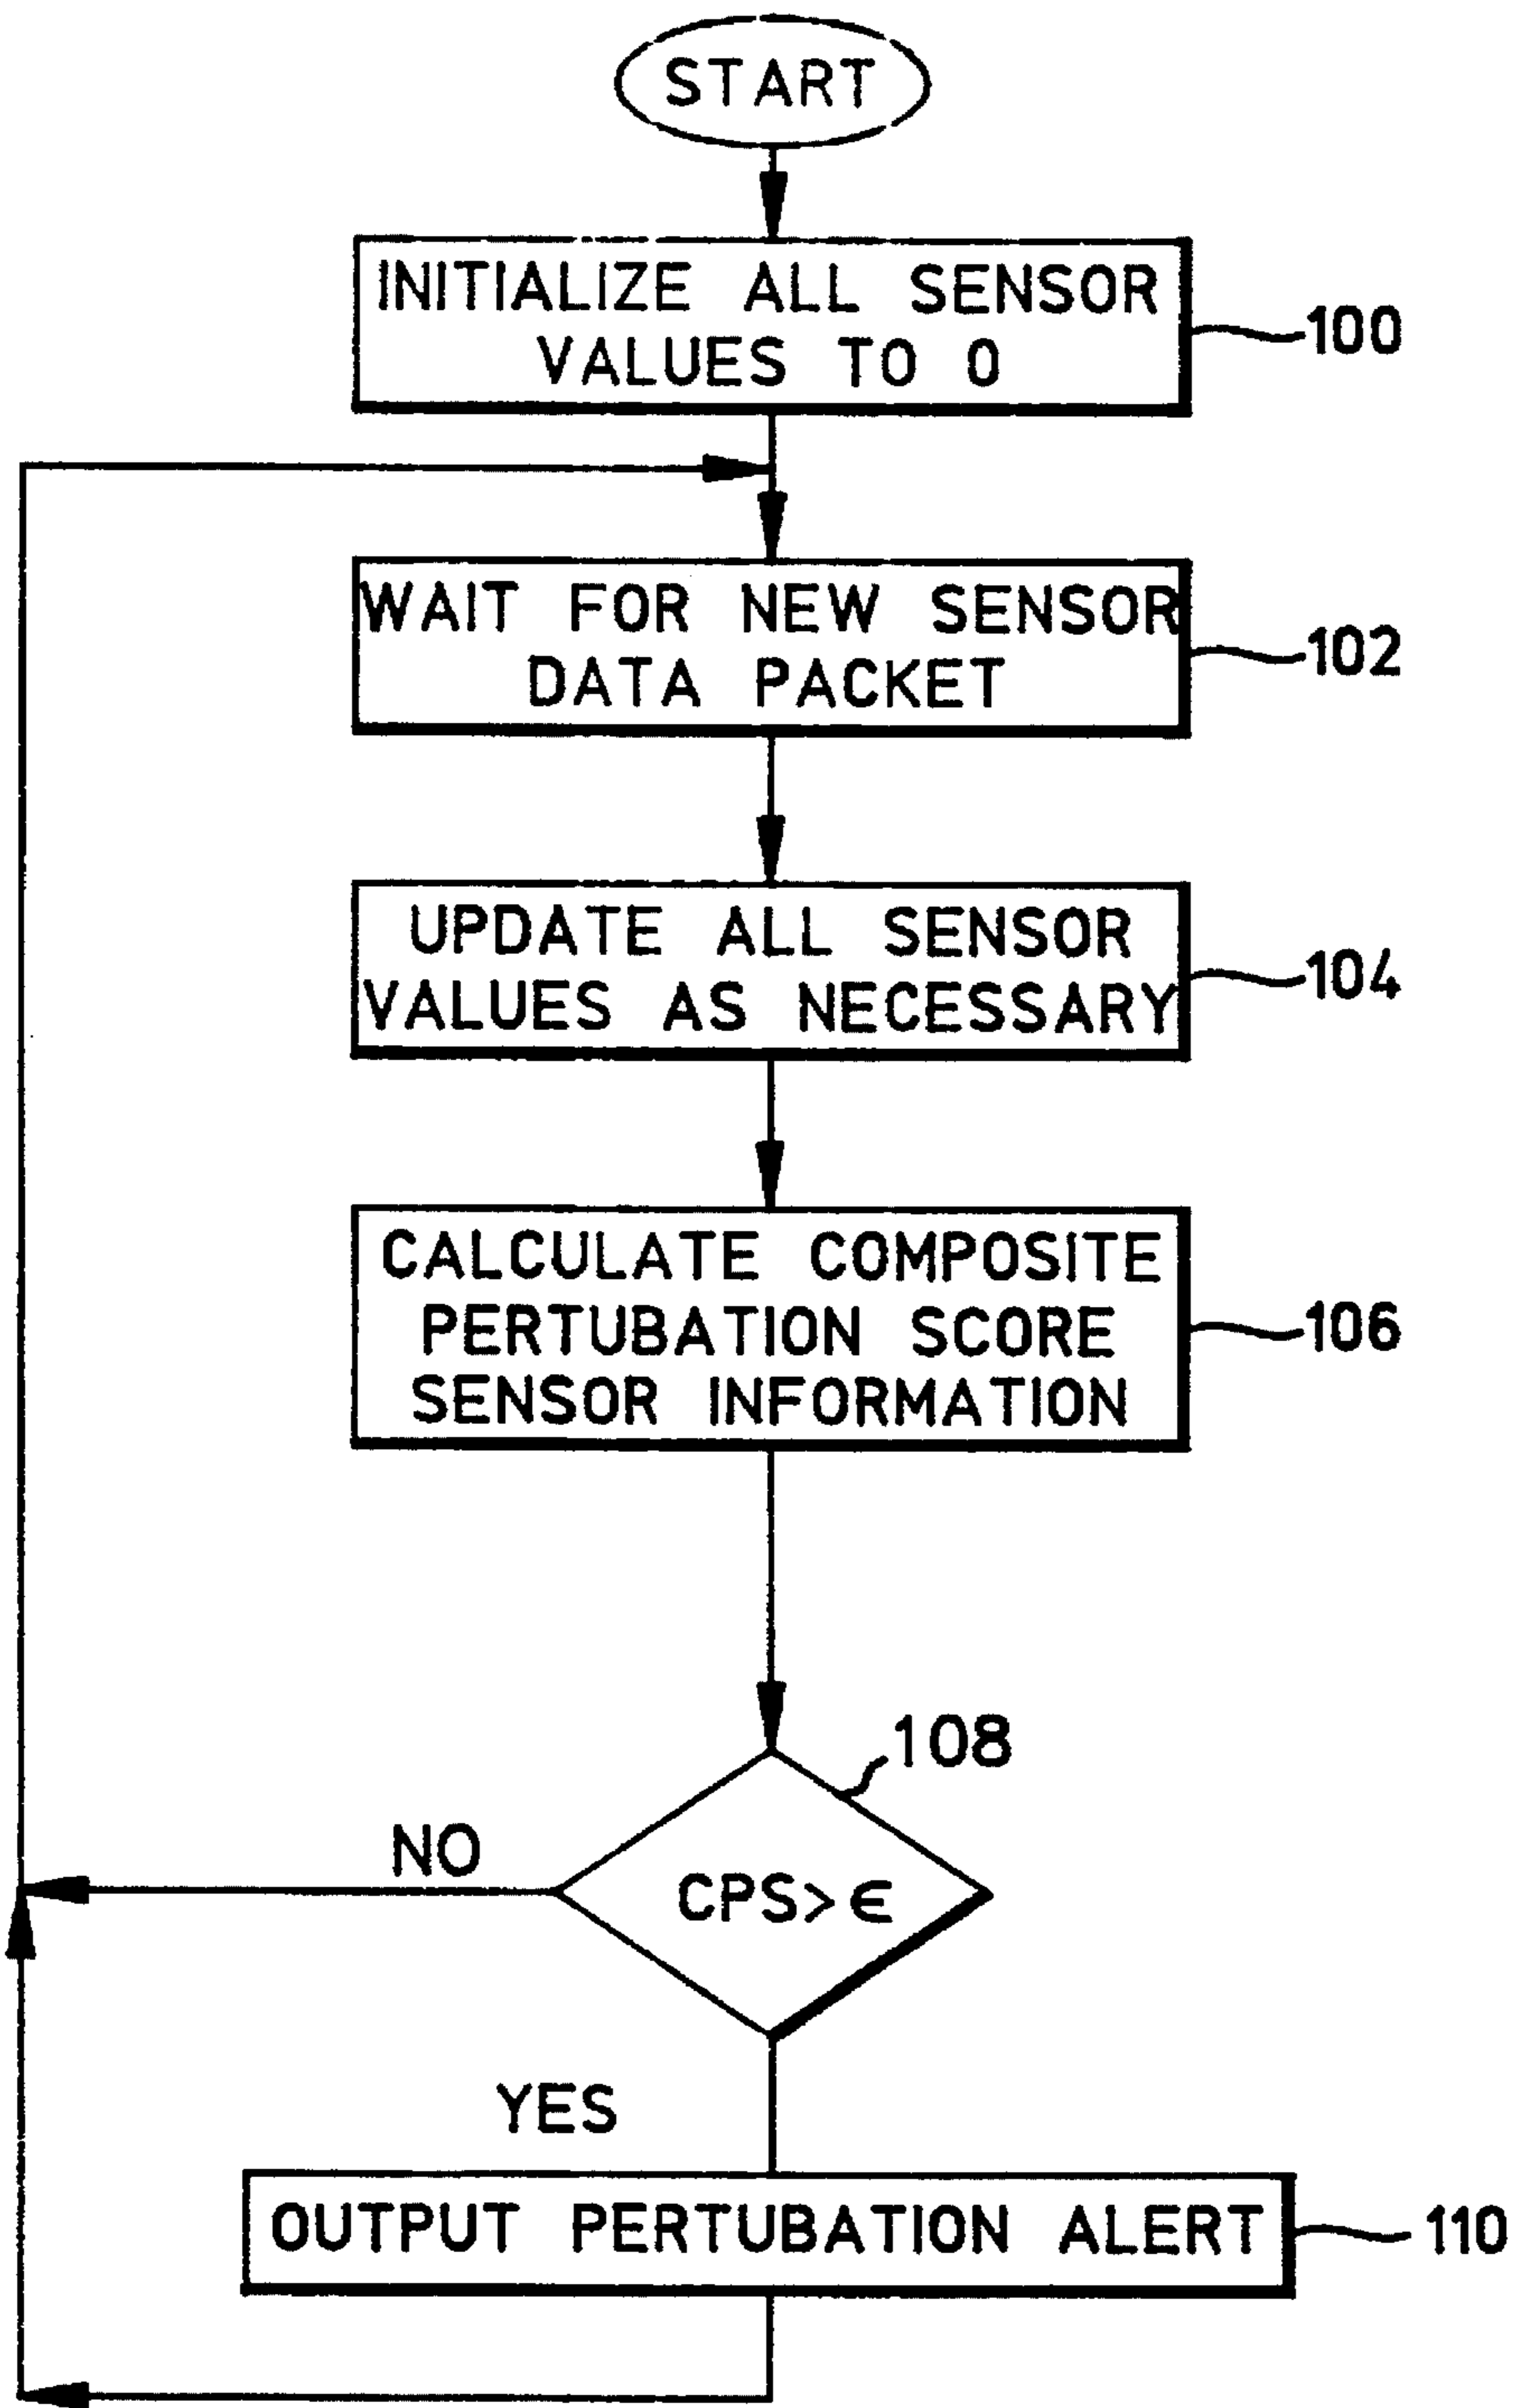 START
INITIALIZE ALL SENSOR
VALUES TO 0
100
WAIT FOR NEW SENSOR
DATA PACKET
102
UPDATE ALL SENSOR
VALUES AS NECESSARY
104
CALCULATE COMPOSITE
PERTUBATION SCORE
SENSOR INFORMATION
106
108
NO
CPS>∈
YES
OUTPUT PERTUBATION ALERT
110